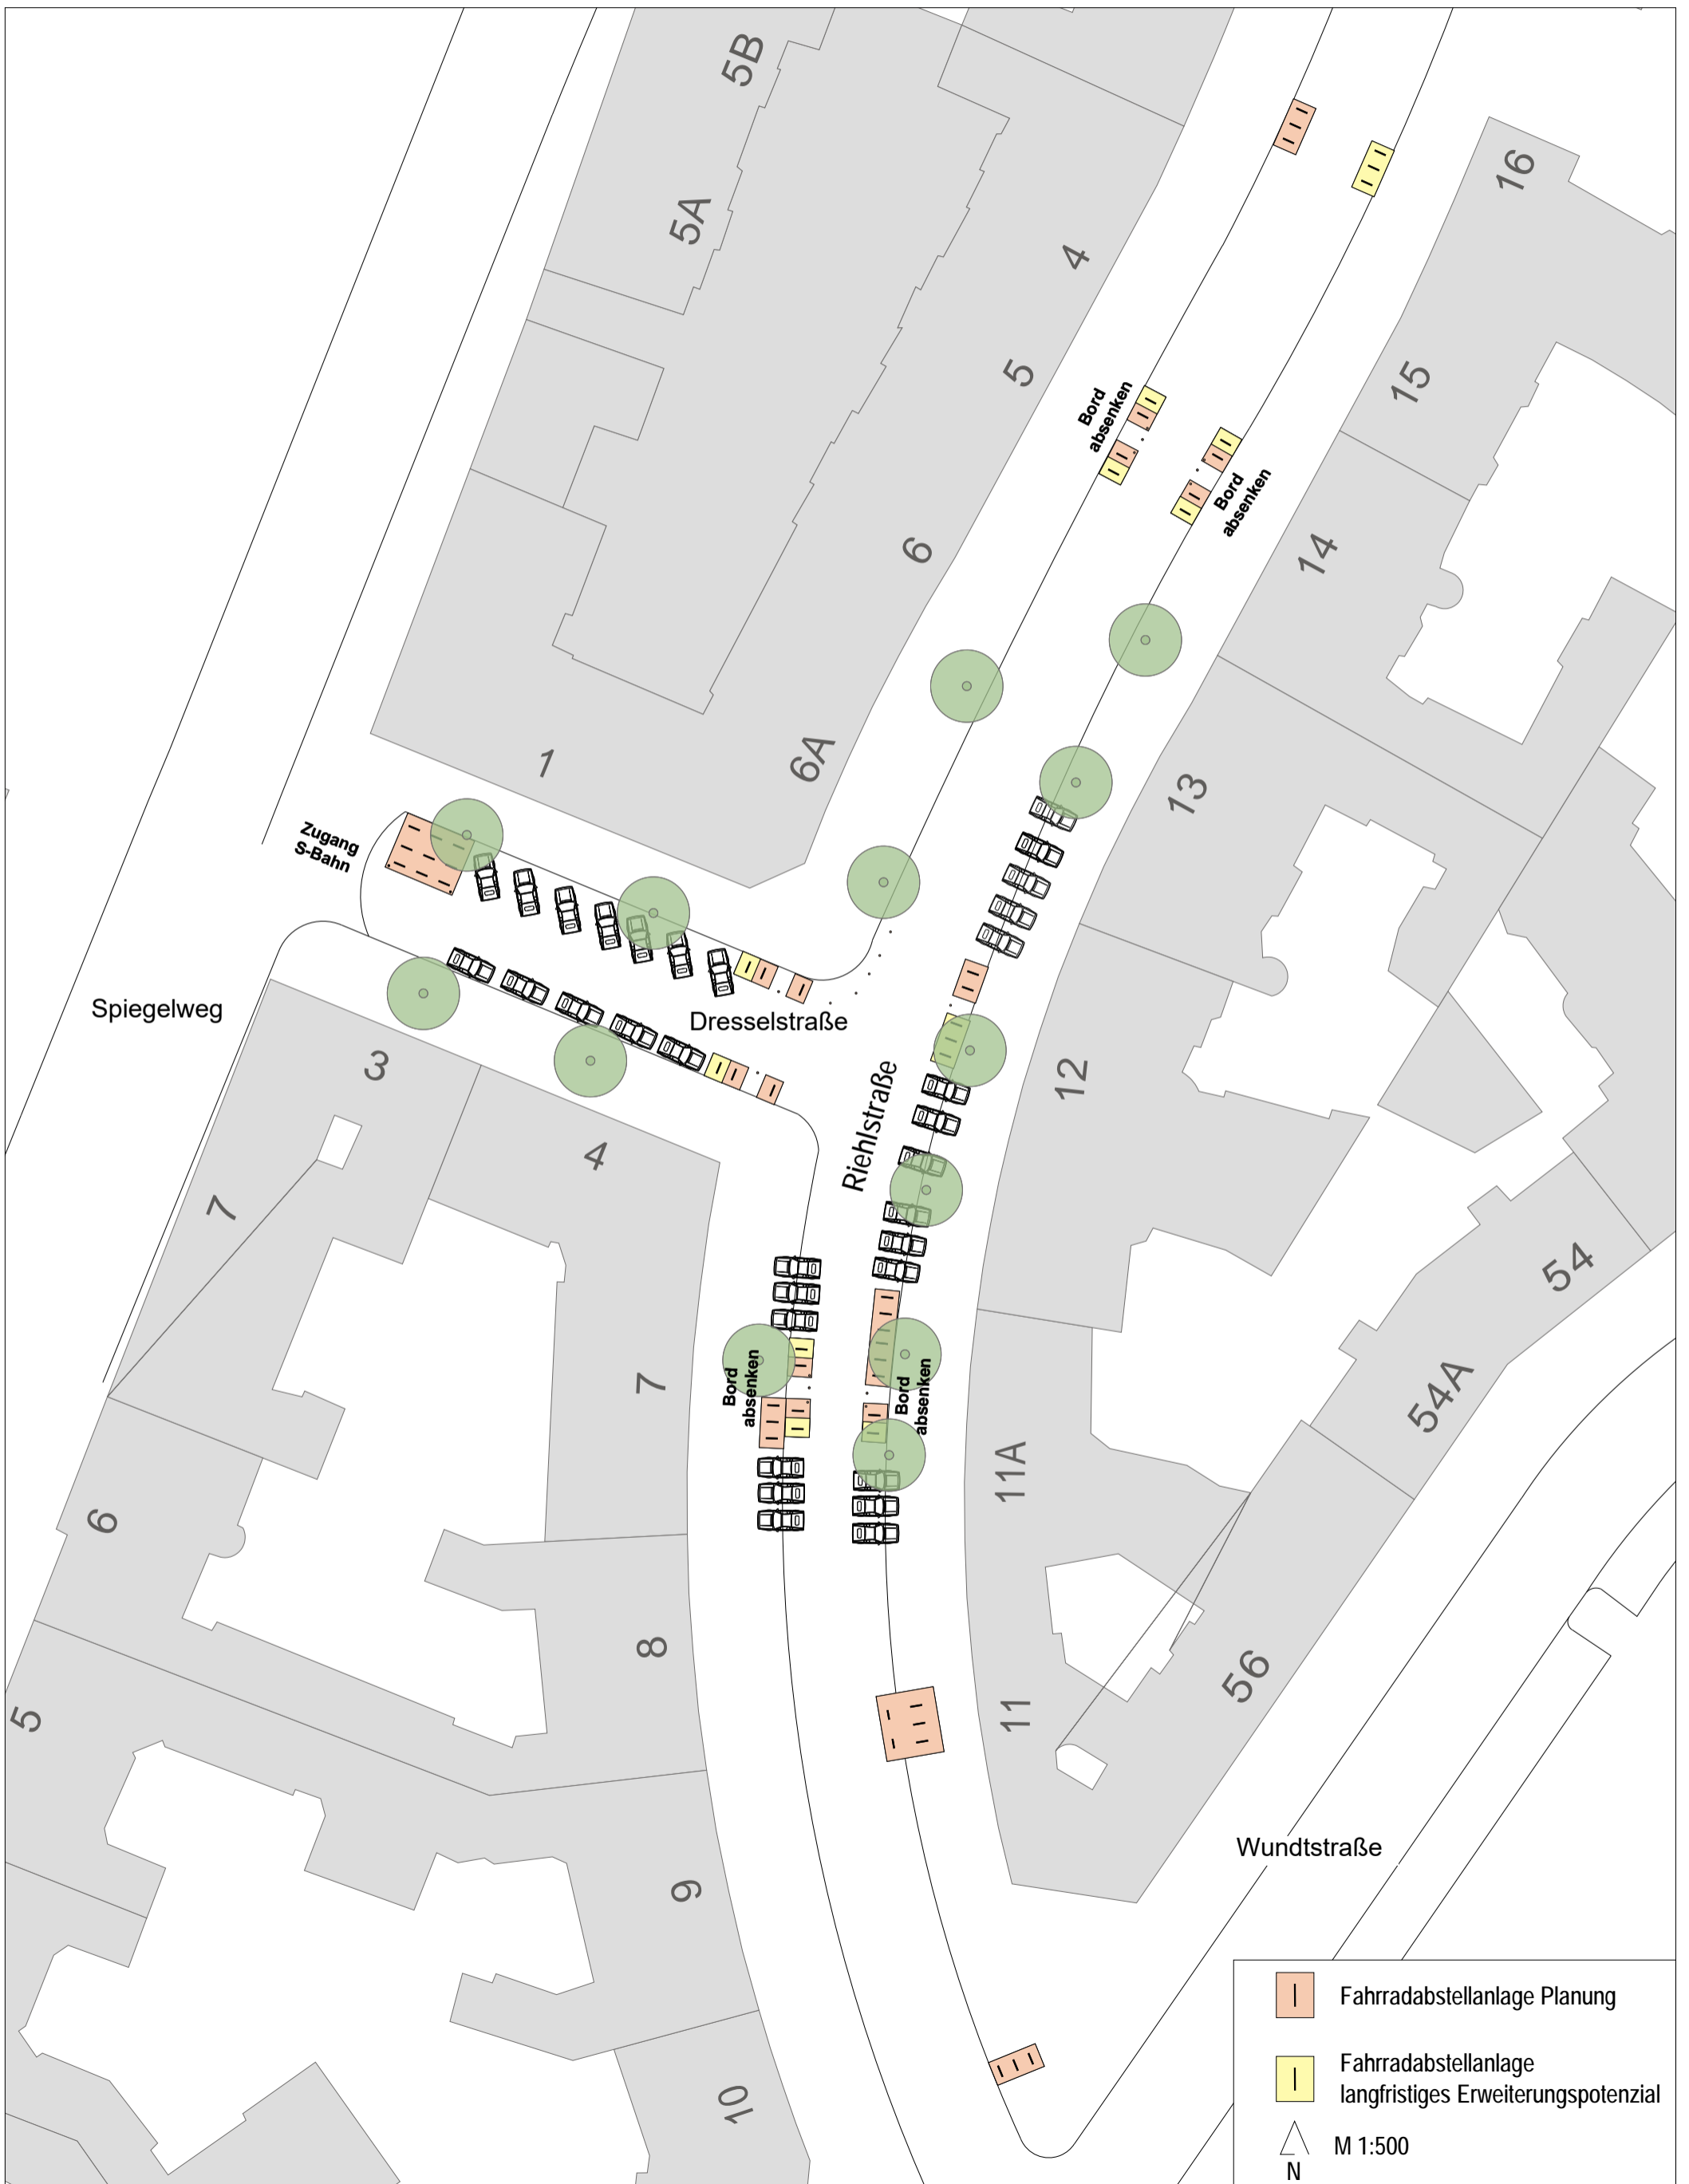 5B
5A
16
4
15
5
Bord
absenken
Bord
absenken
14
6
13
6A
1
Zugang
S-Bahn
Spiegelweg
Dresselstraße
3
12
Riehlstraße
4
7
54
7
Bord
absenken
Bord
absenken
54A
11A
6
8
56
11
5
Wundtstraße
9
10
Fahrradabstellanlage Planung
Fahrradabstellanlage
langfristiges Erweiterungspotenzial
M 1:500
N